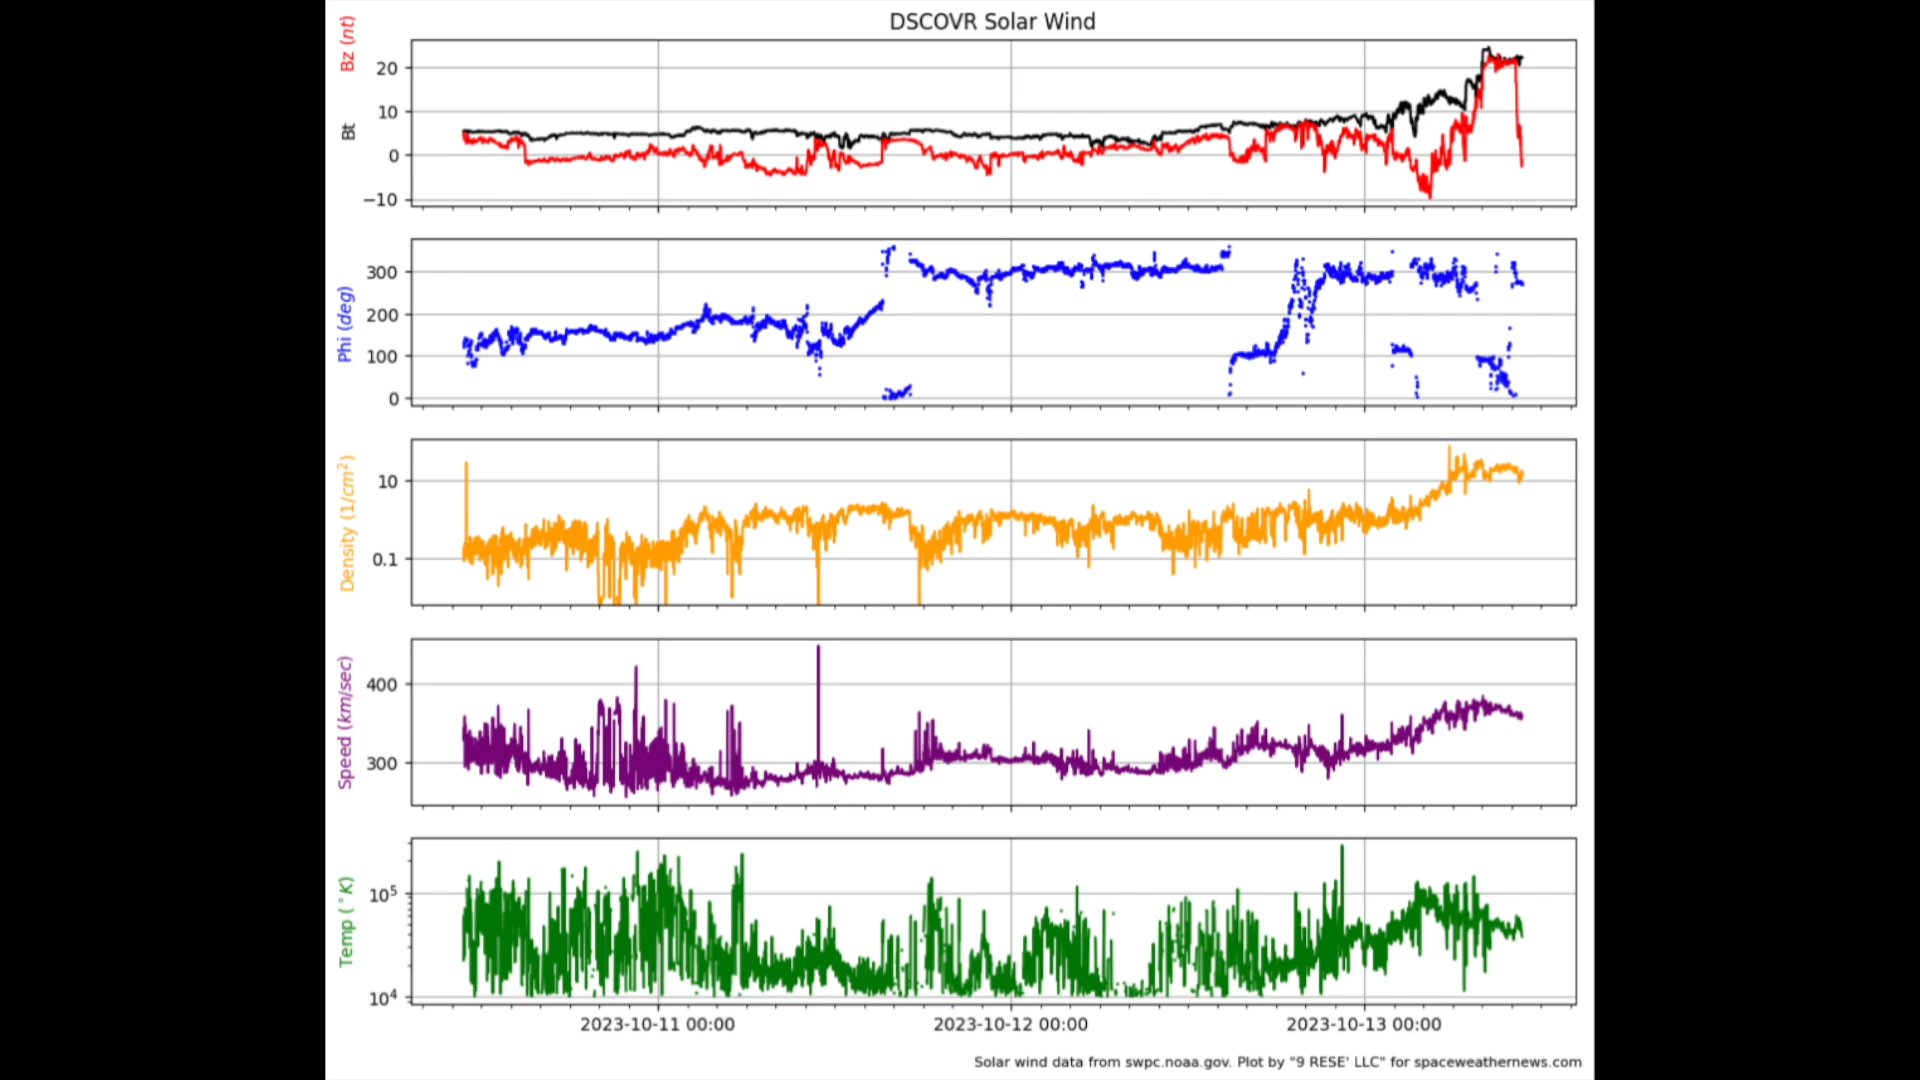 DSCOVR Solar Wind
Bt Bz (nt)
20
10
0
−10
Phi (deg)
300
200
100
0
Density (1/cm²)
10
0.1
Speed (km/sec)
400
300
Temp (°K)
10⁵
10⁴
2023-10-11 00:00 2023-10-12 00:00 2023-10-13 00:00
Solar wind data from swpc.noaa.gov. Plot by "9 RESE' LLC" for spaceweathernews.com